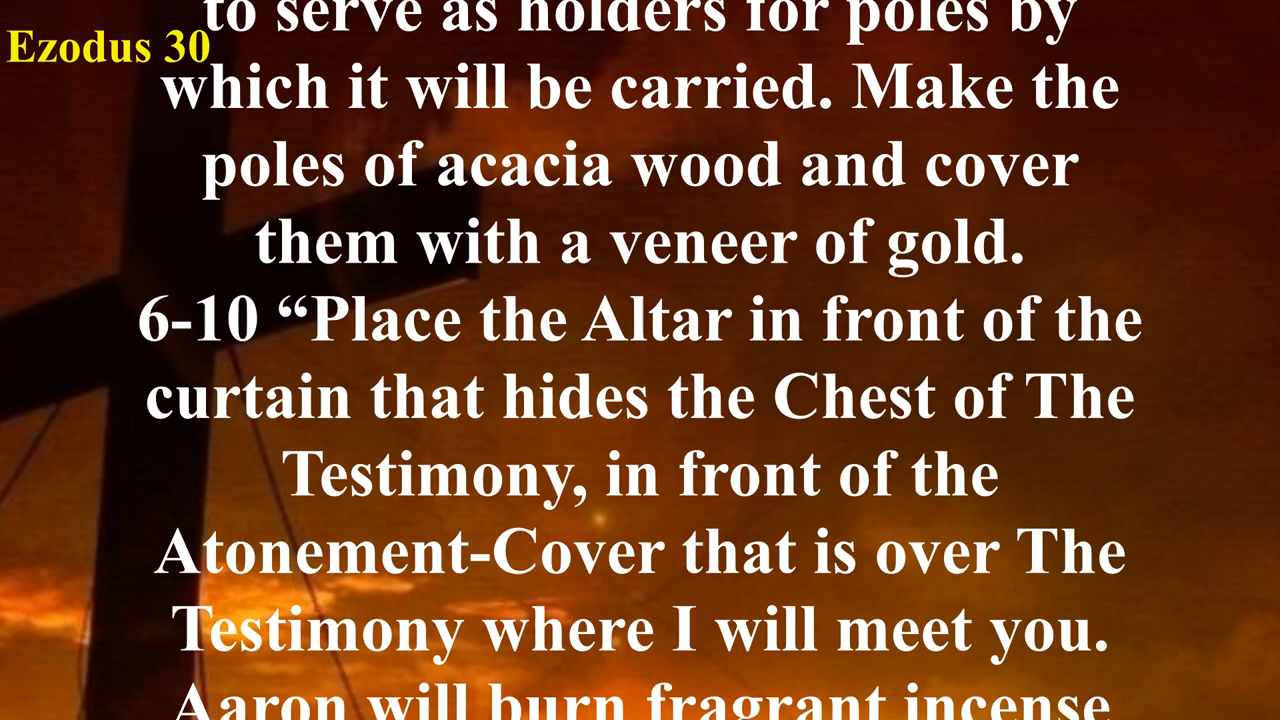 to serve as holders for poles by
Ezodus 30
which it will be carried. Make the
poles of acacia wood and cover
them with a veneer of gold.
6-10 “Place the Altar in front of the
curtain that hides the Chest of The
Testimony, in front of the
Atonement-Cover that is over The
Testimony where I will meet you.
Aaron will burn fragrant incense